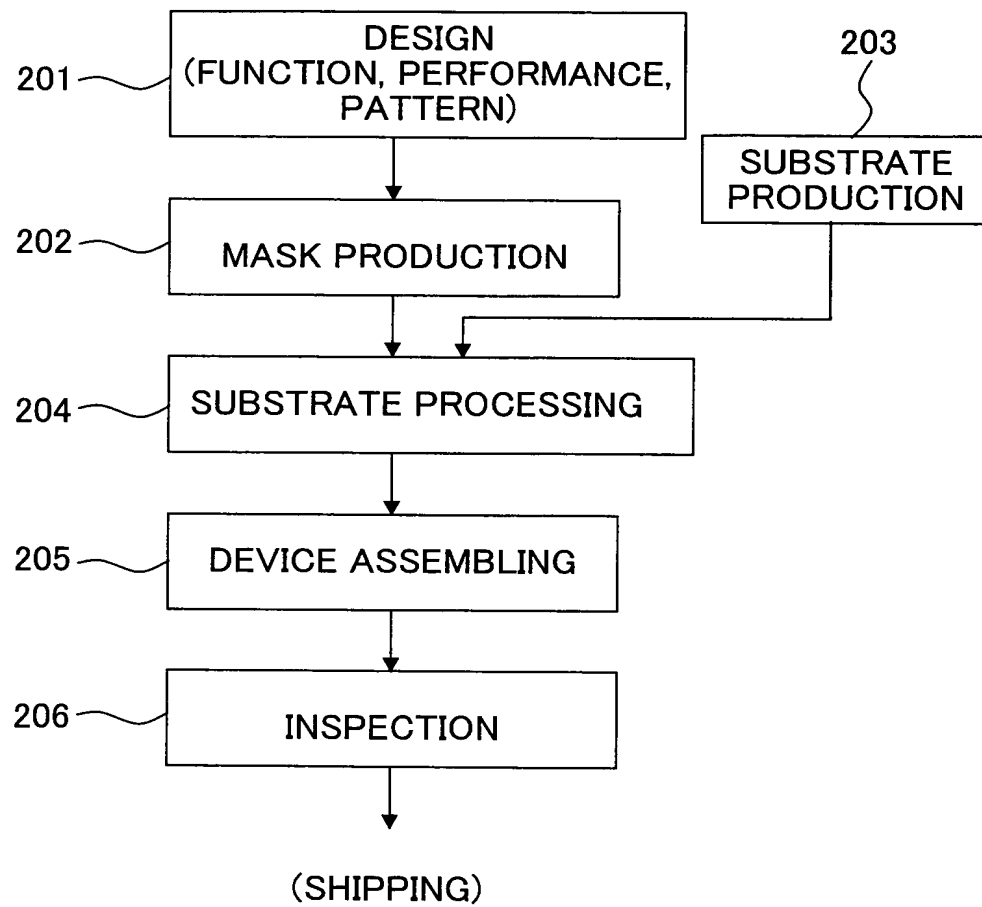 DESIGN
(FUNCTION, PERFORMANCE,
PATTERN)
201
203
SUBSTRATE
PRODUCTION
202
MASK PRODUCTION
204
SUBSTRATE PROCESSING
205
DEVICE ASSEMBLING
206
INSPECTION
(SHIPPING)